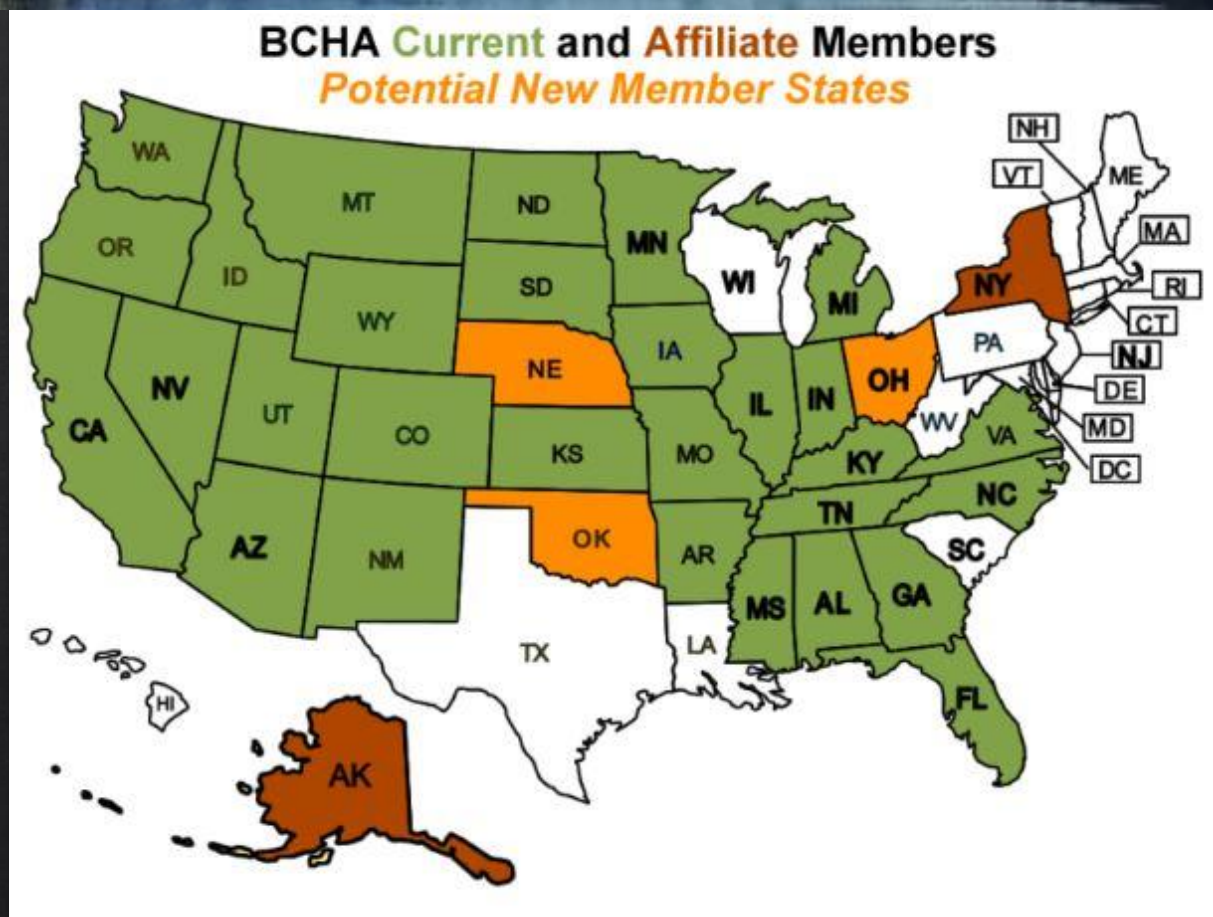 BCHA Current and Affiliate Members
Potential New Member States
NH
WA
VT
ME
MT
ND
MN
MA
OR
ID
SD
WI
MI
NY
RI
WY
CT
IA
PA
NJ
NE
OH
DE
NV
UT
IL
IN
WV
MD
CA
CO
KS
MO
KY
VA
DC
NC
TN
AZ
NM
OK
AR
SC
MS
AL
GA
TX
LA
FL
HI
AK